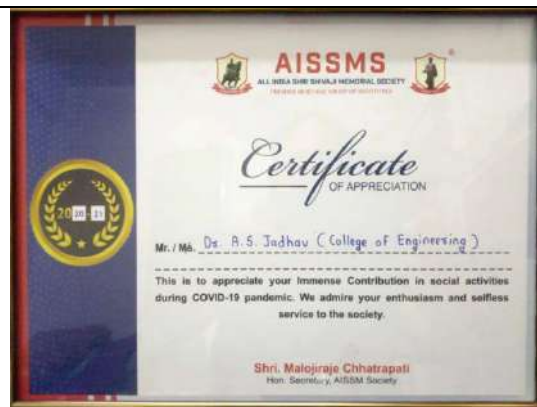 AISSMS
ALL INDIA SHRI SHIVAJI MEMORIAL SOCIETY
Certificate
OF APPRECIATION
2020-21
Mr. / Ms. Dr. A.S. Jadhav (College of Engineering)
This is to appreciate your Immense Contribution in social activities
during COVID-19 pandemic. We admire your enthusiasm and selfless
service to the society.
Shri. Malojiraje Chhatrapati
Hon. Secretary, AISSM Society